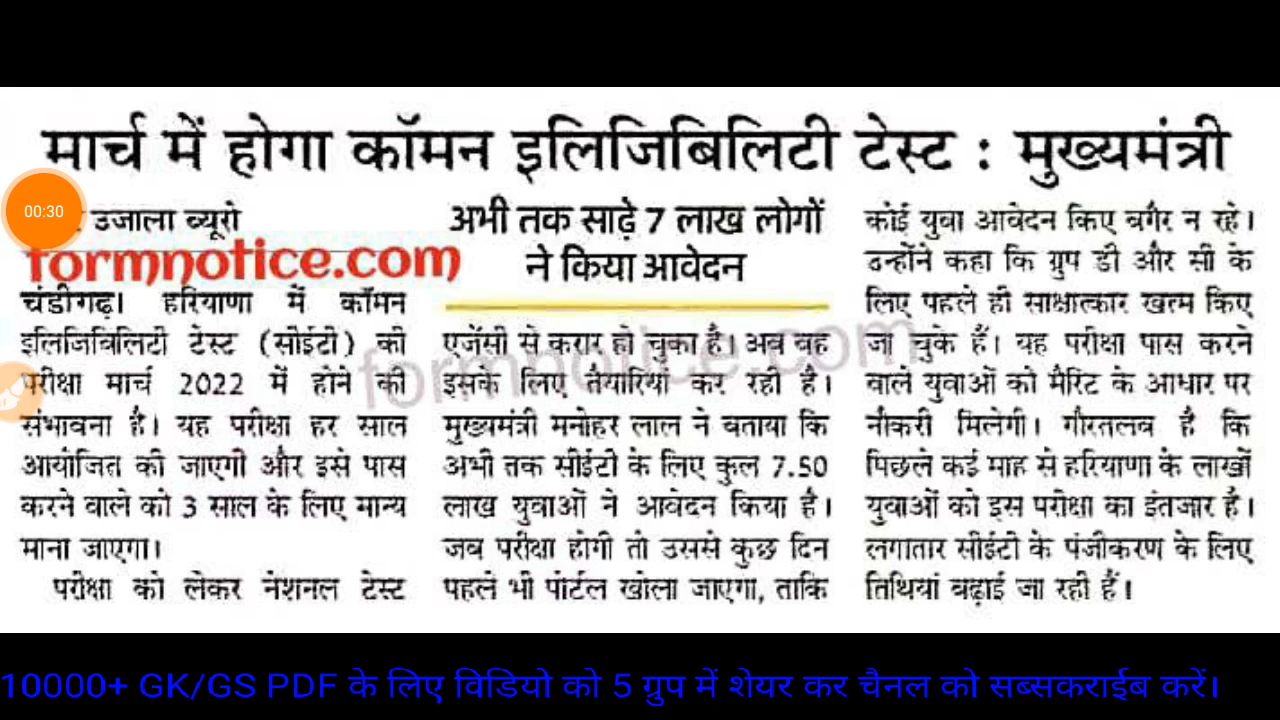 मार्च में होगा कॉमन इलिजिबिलिटी टेस्ट : मुख्यमंत्री
00:30
उजाला ब्यूरो
formnotice.com
चंडीगढ़। हरियाणा में कॉमन
इलिजिबिलिटी टेस्ट (सीईटी) की
परीक्षा मार्च 2022 में होने की
संभावना है। यह परीक्षा हर साल
आयोजित की जाएगी और इसे पास
करने वाले को 3 साल के लिए मान्य
माना जाएगा।
परीक्षा को लेकर नेशनल टेस्ट
अभी तक साढ़े 7 लाख लोगों
ने किया आवेदन
एजेंसी से करार हो चुका है। अब वह
इसके लिए तैयारियां कर रही है।
मुख्यमंत्री मनोहर लाल ने बताया कि
अभी तक सीईटी के लिए कुल 7.50
लाख युवाओं ने आवेदन किया है।
जब परीक्षा होगी तो उससे कुछ दिन
पहले भी पोर्टल खोला जाएगा, ताकि
कोई युवा आवेदन किए बगैर न रहे।
उन्होंने कहा कि ग्रुप डी और सी के
लिए पहले ही साक्षात्कार खत्म किए
जा चुके हैं। यह परीक्षा पास करने
वाले युवाओं को मैरिट के आधार पर
नौकरी मिलेगी। गौरतलब है कि
पिछले कई माह से हरियाणा के लाखों
युवाओं को इस परीक्षा का इंतजार है।
लगातार सीईटी के पंजीकरण के लिए
तिथियां बढ़ाई जा रही हैं।
formnotice.com
10000+ GK/GS PDF के लिए विडियो को 5 ग्रुप में शेयर कर चैनल को सब्सकराईब करें।